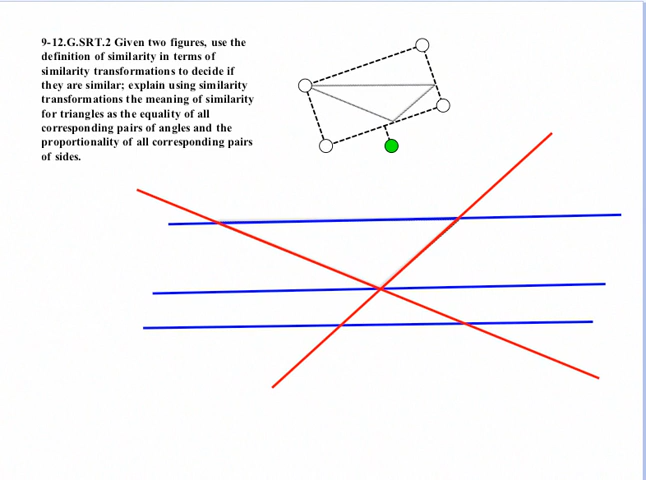 9-12.G.SRT.2 Given two figures, use the
definition of similarity in terms of
similarity transformations to decide if
they are similar; explain using similarity
transformations the meaning of similarity
for triangles as the equality of all
corresponding pairs of angles and the
proportionality of all corresponding pairs
of sides.